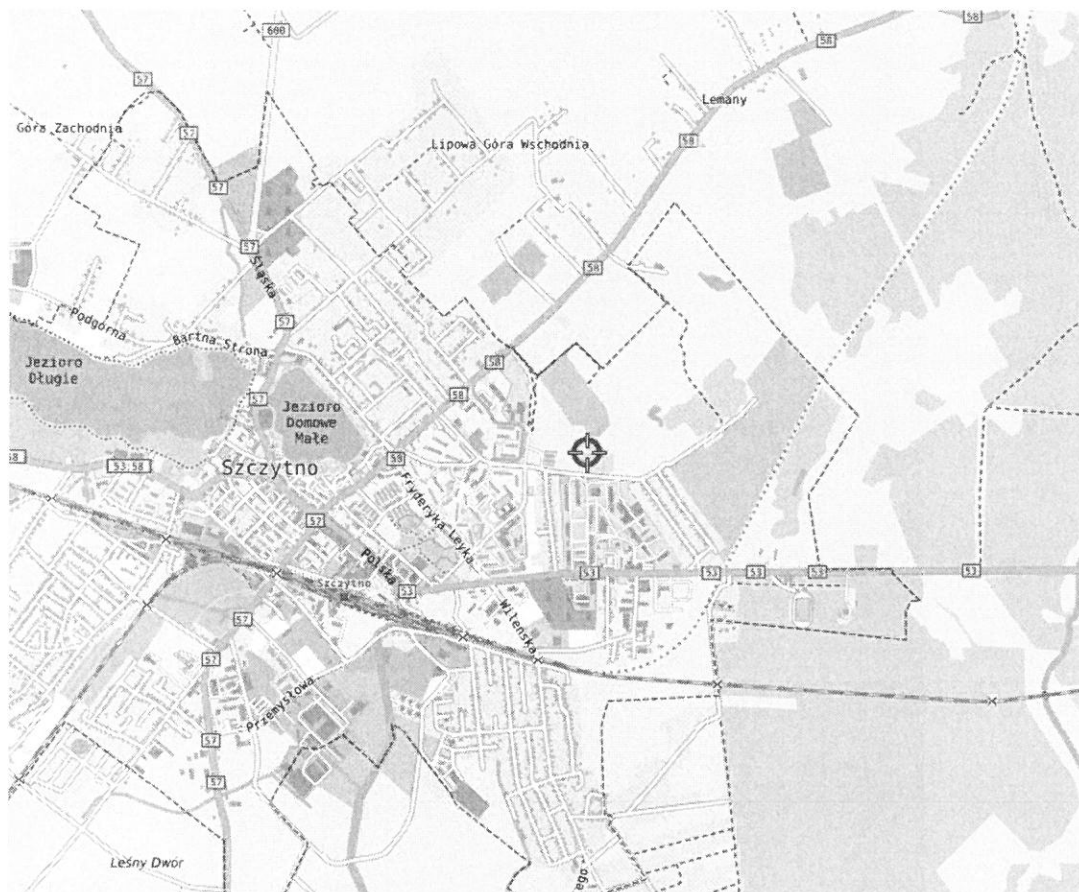 58
600
58
57
Lemany
Góra Zachodnia
57
58
Lipowa Góra Wschodnia
57
57
Śląska
58
Podgórna
57
Bartna Strona
58
Jezioro
Długie
57
58
Jezioro
Domowe
Małe
58
53;58
58
Szczytno
Fryderyka Leyka
57
Polska
Szczytno
53
53
53
53
53
53
Wileńska
57
57
Przemysłowa
57
57
Leśny Dwór
ego